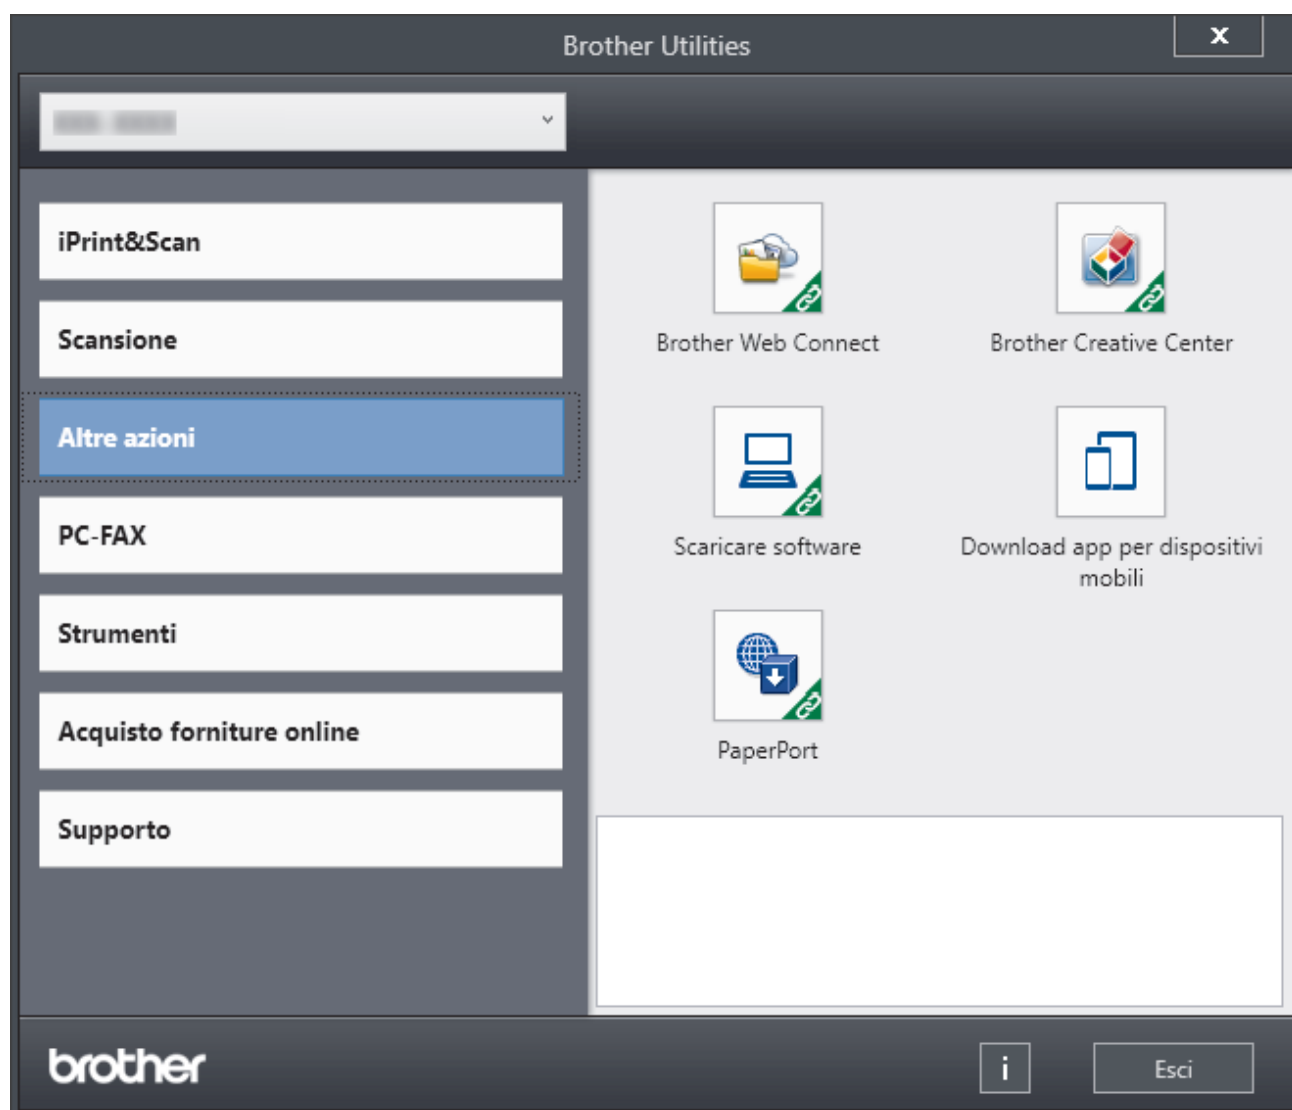 Brother Utilities
x
iPrint&Scan
Scansione
Altre azioni
PC-FAX
Strumenti
Acquisto forniture online
Supporto
Brother Web Connect
Brother Creative Center
Scaricare software
Download app per dispositivi
mobili
PaperPort
brother
i
Esci